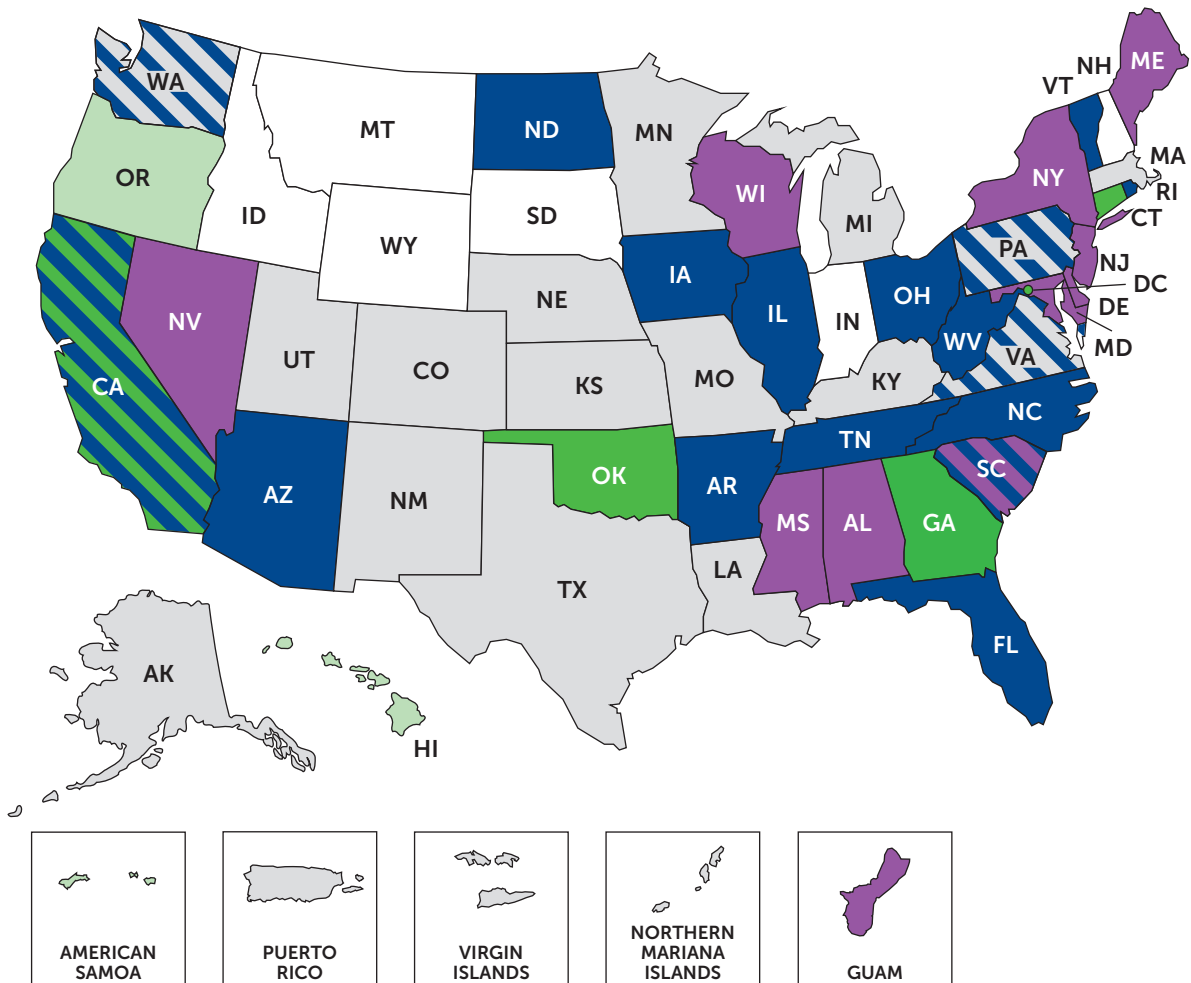 NH
ME
VT
WA
MT
ND
MN
MA
OR
WI
NY
RI
ID
SD
MI
CT
WY
PA
NJ
IA
DC
NE
OH
DE
NV
IL
IN
UT
WV
MD
CO
VA
CA
KS
MO
KY
NC
TN
SC
OK
AZ
AR
NM
MS
AL
GA
LA
TX
FL
AK
HI
AMERICAN
SAMOA
PUERTO
RICO
VIRGIN
ISLANDS
NORTHERN
MARIANA
ISLANDS
GUAM